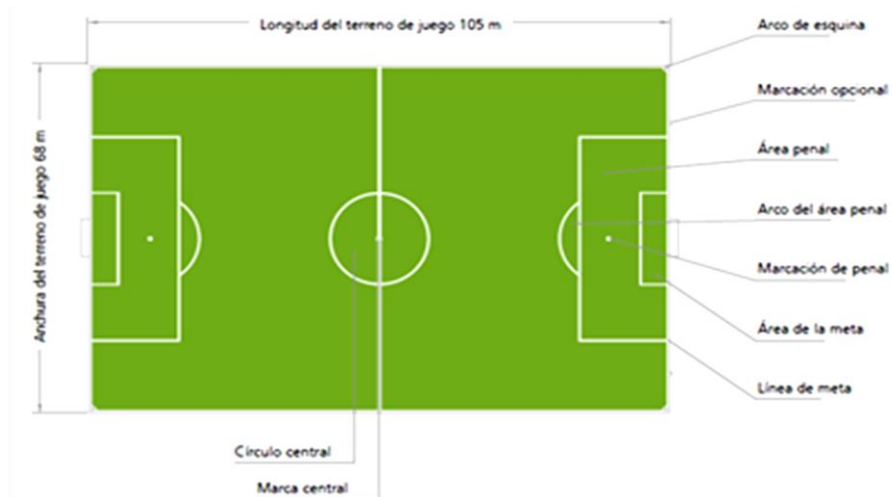 Longitud del terreno de juego 105 m
Arco de esquina
Marcación opcional
Anchura del terreno de juego 68 m
Área penal
Arco del área penal
Marcación de penal
Área de la meta
Línea de meta
Círculo central
Marca central